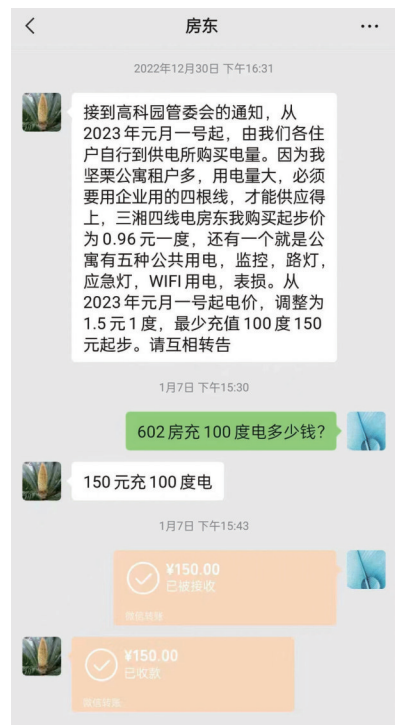 房东
2022年12月30日 下午16:31
接到高科园管委会的通知，从
2023年元月一号起，由我们各住
户自行到供电所购买电量。因为我
坚栗公寓租户多，用电量大，必须
要用企业用的四根线，才能供应得
上，三湘四线电房东我购买起步价
为0.96元一度，还有一个就是公
寓有五种公共用电，监控，路灯，
应急灯，WIFI用电，表损。从
2023年元月一号起电价，调整为
1.5元1度，最少充值100度150
元起步。请互相转告
1月7日 下午15:30
602房充100度电多少钱？
150元充100度电
1月7日 下午15:43
¥150.00
已被接收
微信转账
¥150.00
已收款
微信转账